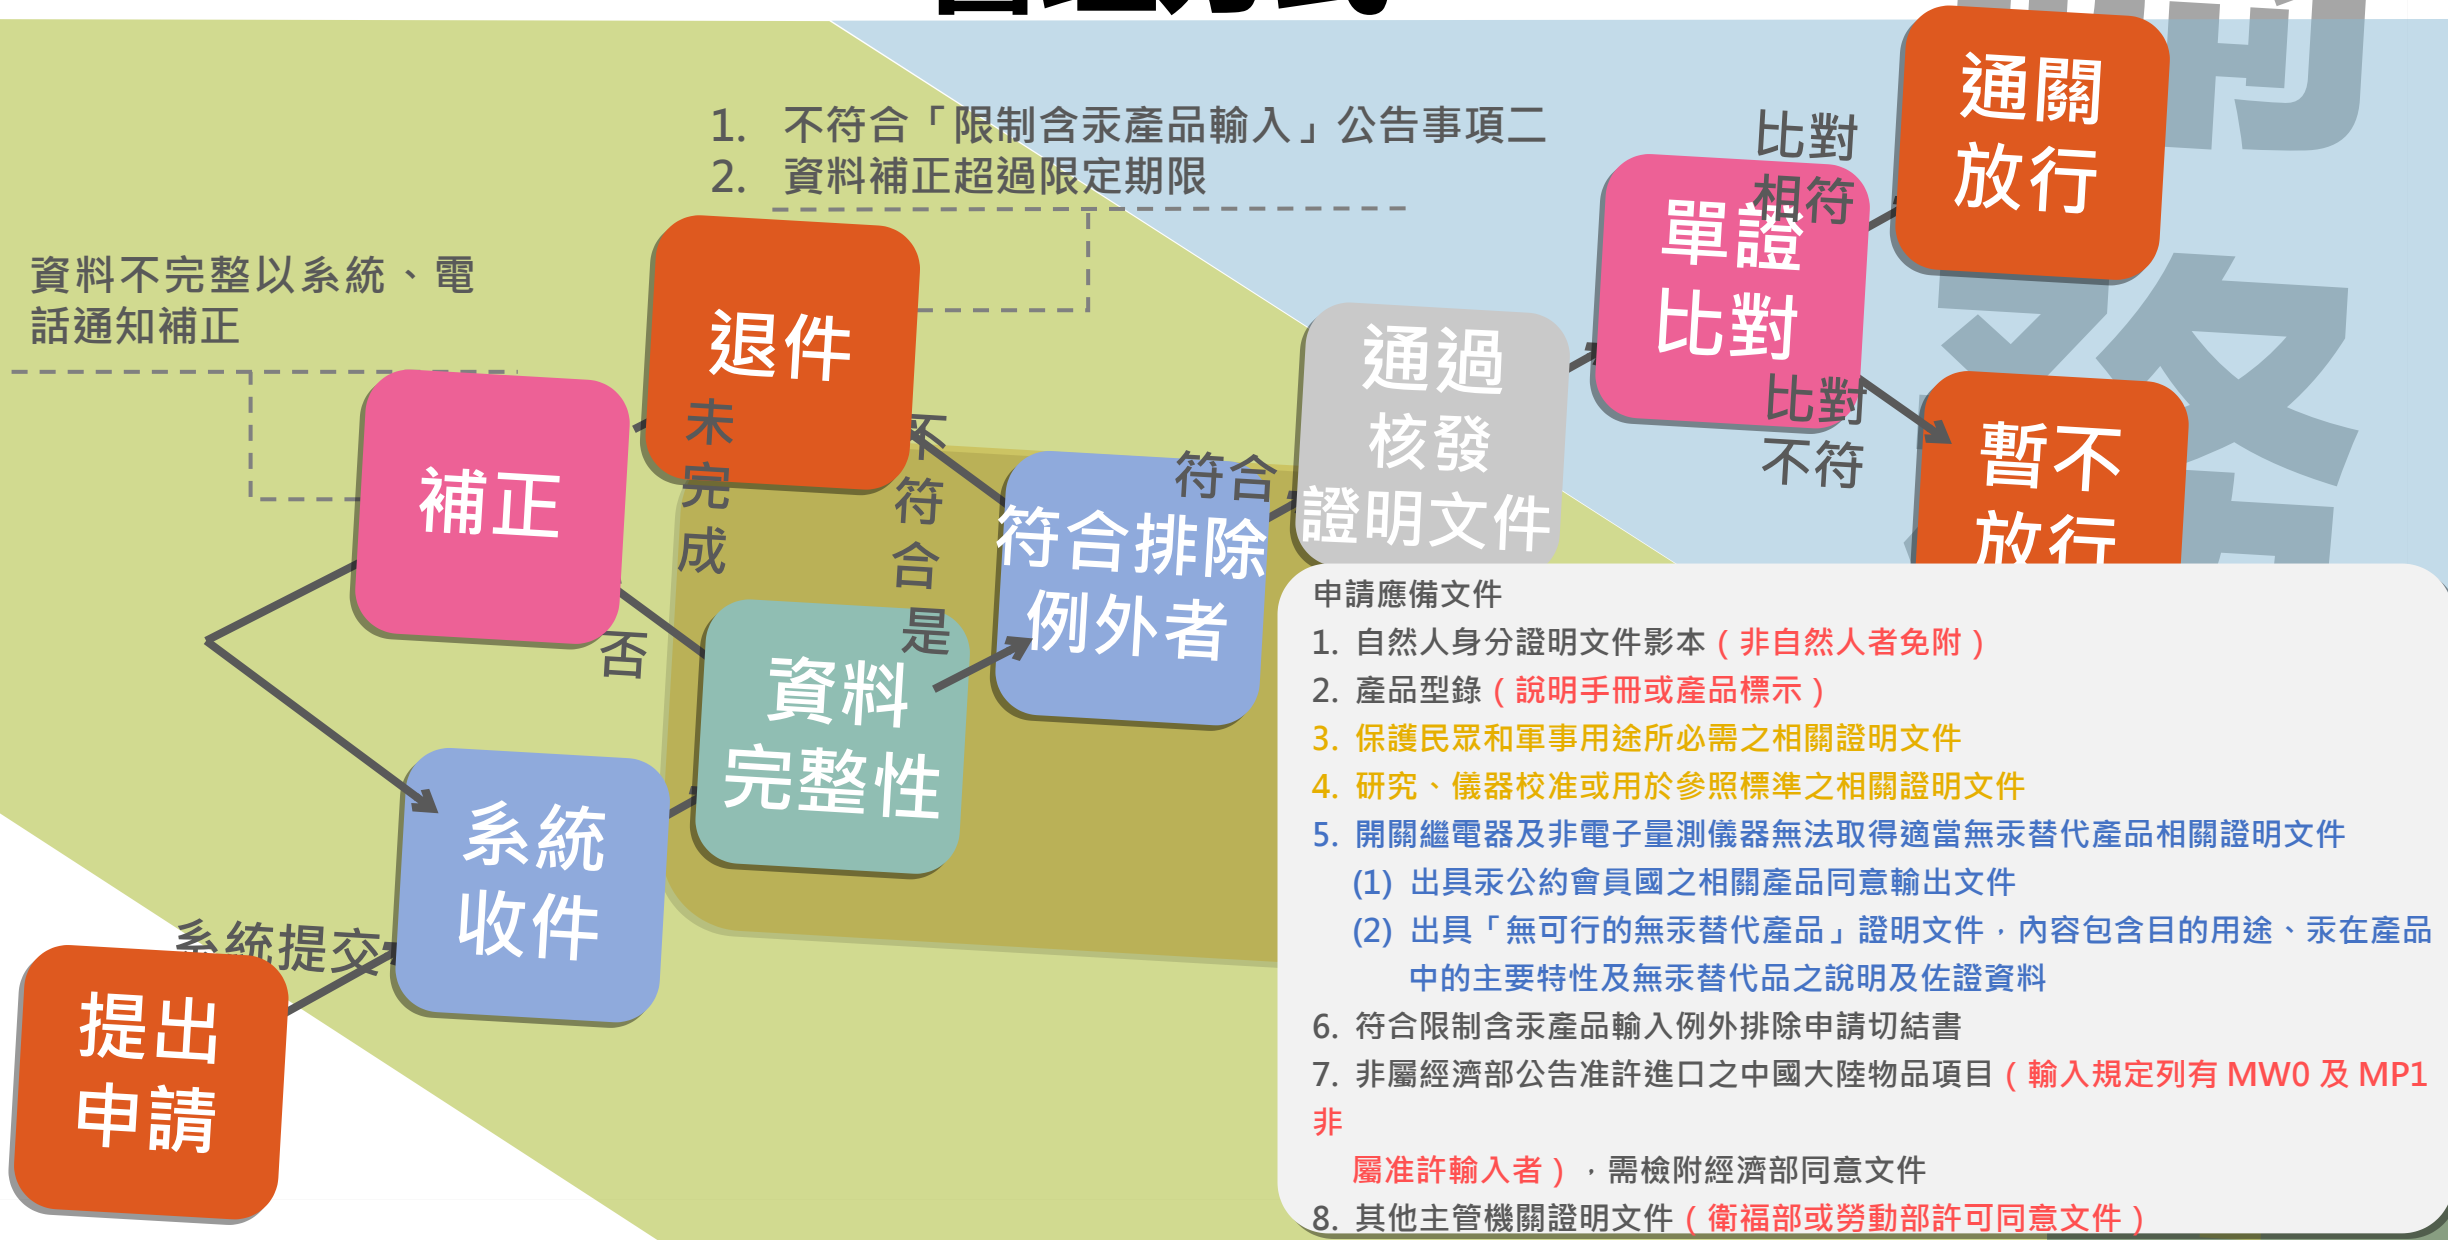 1. 不符合「限制含汞產品輸入」公告事項二
2. 資料補正超過限定期限
資料不完整以系統、電
話通知補正
通關
放行
比對
相符
單證
比對
比對
不符
暫不
放行
退件
未
完
成
不
符
合
通過
核發
證明文件
符合
符合排除
例外者
是
補正
否
資料
完整性
系統
收件
系統提交
提出
申請
申請應備文件
1. 自然人身分證明文件影本(非自然人者免附)
2. 產品型錄(說明手冊或產品標示)
3. 保護民眾和軍事用途所必需之相關證明文件
4. 研究、儀器校准或用於參照標準之相關證明文件
5. 開關繼電器及非電子量測儀器無法取得適當無汞替代產品相關證明文件
(1) 出具汞公約會員國之相關產品同意輸出文件
(2) 出具「無可行的無汞替代產品」證明文件，內容包含目的用途、汞在產品
中的主要特性及無汞替代品之說明及佐證資料
6. 符合限制含汞產品輸入例外排除申請切結書
7. 非屬經濟部公告准許進口之中國大陸物品項目(輸入規定列有 MW0 及 MP1
非
屬准許輸入者)，需檢附經濟部同意文件
8. 其他主管機關證明文件(衛福部或勞動部許可同意文件)